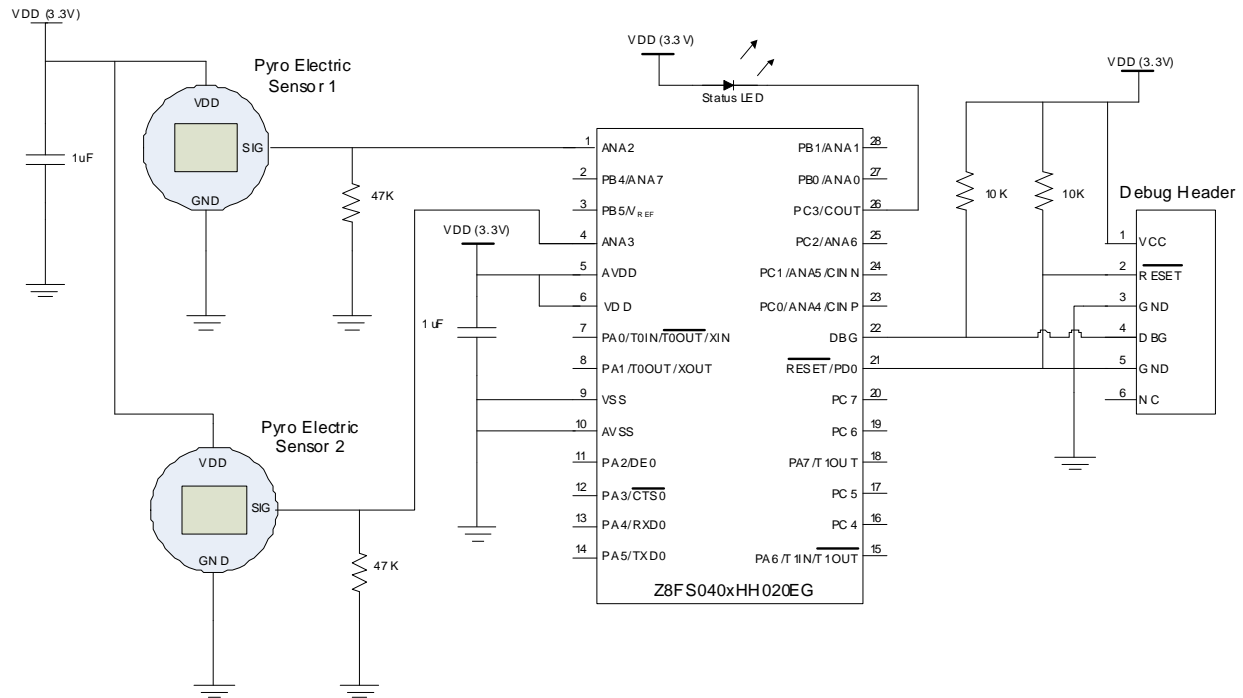 VDD (3.3V)
1uF
Pyro Electric
Sensor 1
VDD
SIG
GND
47K
Pyro Electric
Sensor 2
VDD
SIG
GND
47K
VDD (3.3V)
1uF
VDD (3.3V)
Status LED
1 ANA2
2 PB4/ANA7
3 PB5/VREF
4 ANA3
5 AVDD
6 VDD
7 PA0/T0IN/T0OUT/XIN
8 PA1/T0OUT/XOUT
9 VSS
10 AVSS
11 PA2/DE0
12 PA3/CTS0
13 PA4/RXD0
14 PA5/TXD0
PB1/ANA1 28
PB0/ANA0 27
PC3/COUT 26
PC2/ANA6 25
PC1/ANA5/CINN 24
PC0/ANA4/CINP 23
DBG 22
RESET/PD0 21
PC7 20
PC6 19
PA7/T1OUT 18
PC5 17
PC4 16
PA6/T1IN/T1OUT 15
Z8FS040xHH020EG
VDD (3.3V)
10K
10K
Debug Header
1 VCC
2 RESET
3 GND
4 DBG
5 GND
6 NC